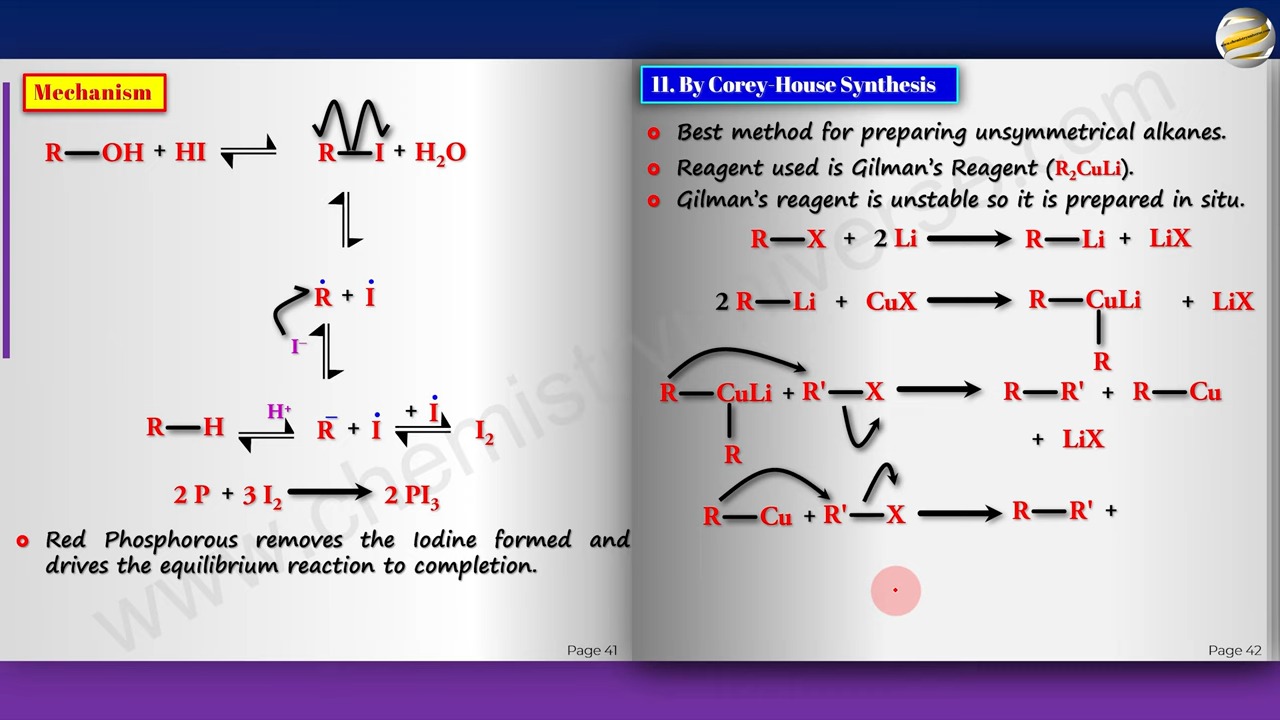 Mechanism
R—OH + HI ⇌ R—I + H₂O
Ṙ + İ
I⁻
R—H ⇌ H⁺ R⁻ + İ ⇌ + İ I₂
2 P + 3 I₂ → 2 PI₃
Red Phosphorous removes the Iodine formed and
drives the equilibrium reaction to completion.
Page 41
11. By Corey-House Synthesis
Best method for preparing unsymmetrical alkanes.
Reagent used is Gilman's Reagent (R₂CuLi).
Gilman's reagent is unstable so it is prepared in situ.
R—X + 2 Li → R—Li + LiX
2 R—Li + CuX → R—CuLi + LiX
R
R—CuLi + R'—X → R—R' + R—Cu
R
+ LiX
R—Cu + R'—X → R—R' +
Page 42
www.chemistryuniverse.com